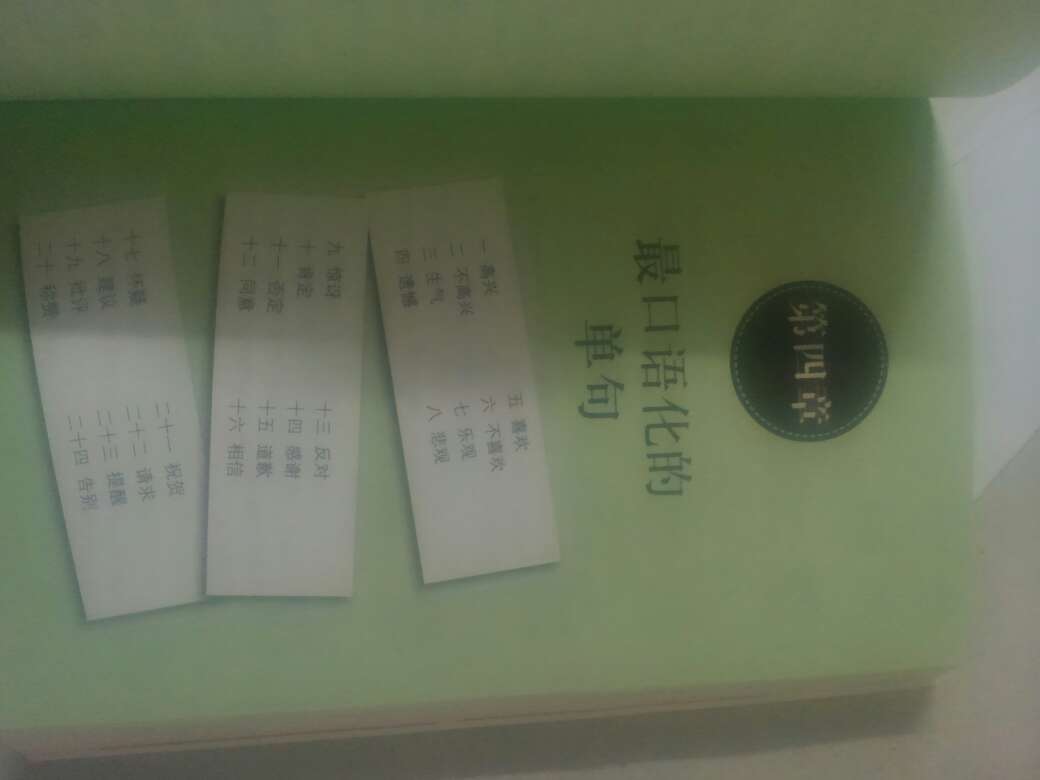 第四章
最口语化的
单句
一 高兴 五 喜欢
二 不高兴 六 不喜欢
三 生气 七 乐观
四 遗憾 八 悲观
九 惊讶 十三 反对
十 肯定 十四 感谢
十一 否定 十五 道歉
十二 同意 十六 相信
十七 怀疑 二十一 祝贺
十八 建议 二十二 请求
十九 批评 二十三 提醒
二十 称赞 二十四 告别